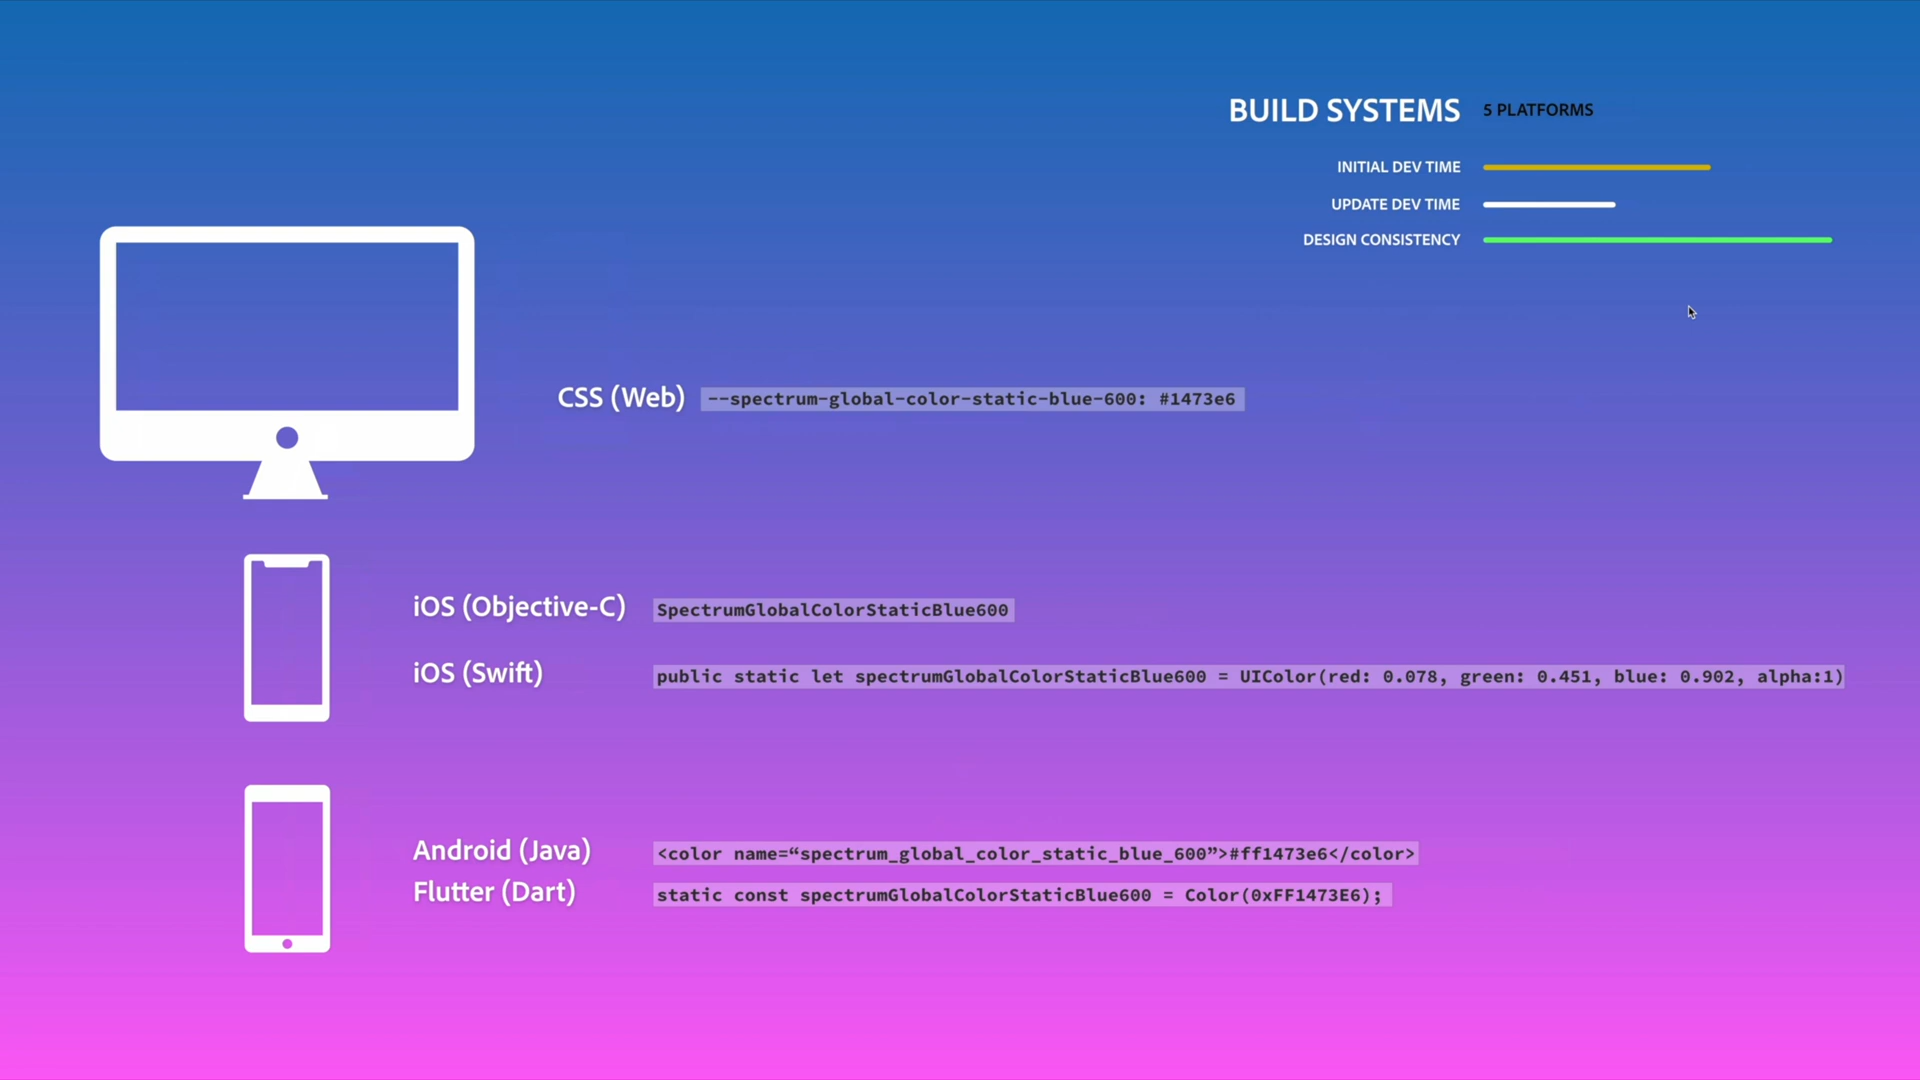 BUILD SYSTEMS 5 PLATFORMS
INITIAL DEV TIME
UPDATE DEV TIME
DESIGN CONSISTENCY
CSS (Web) --spectrum-global-color-static-blue-600: #1473e6
iOS (Objective-C) SpectrumGlobalColorStaticBlue600
iOS (Swift) public static let spectrumGlobalColorStaticBlue600 = UIColor(red: 0.078, green: 0.451, blue: 0.902, alpha:1)
Android (Java) <color name=“spectrum_global_color_static_blue_600”>#ff1473e6</color>
Flutter (Dart) static const spectrumGlobalColorStaticBlue600 = Color(0xFF1473E6);